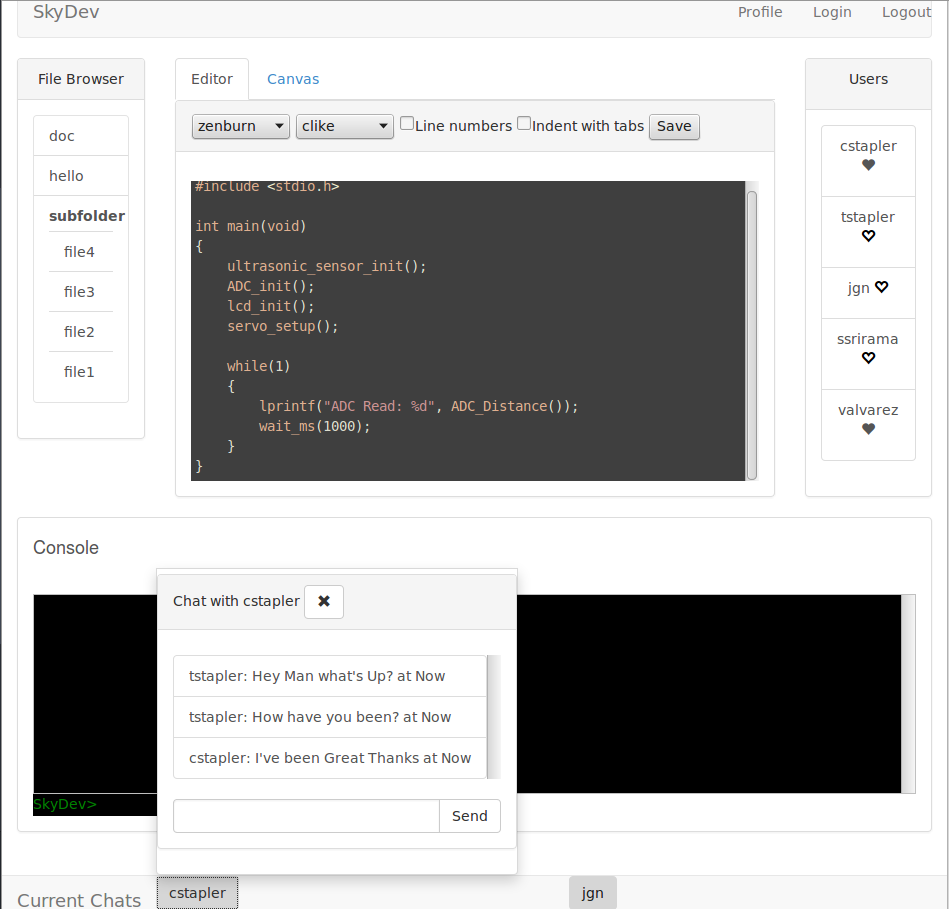 SkyDev
Profile Login Logout
File Browser
doc
hello
subfolder
file4
file3
file2
file1
Editor Canvas
zenburn clike Line numbers Indent with tabs Save
#include <stdio.h>
int main(void)
{
    ultrasonic_sensor_init();
    ADC_init();
    lcd_init();
    servo_setup();
    while(1)
    {
        lprintf("ADC Read: %d", ADC_Distance());
        wait_ms(1000);
    }
}
Users
cstapler
tstapler
jgn
ssrirama
valvarez
Console
SkyDev>
Chat with cstapler
tstapler: Hey Man what's Up? at Now
tstapler: How have you been? at Now
cstapler: I've been Great Thanks at Now
Send
Current Chats cstapler jgn